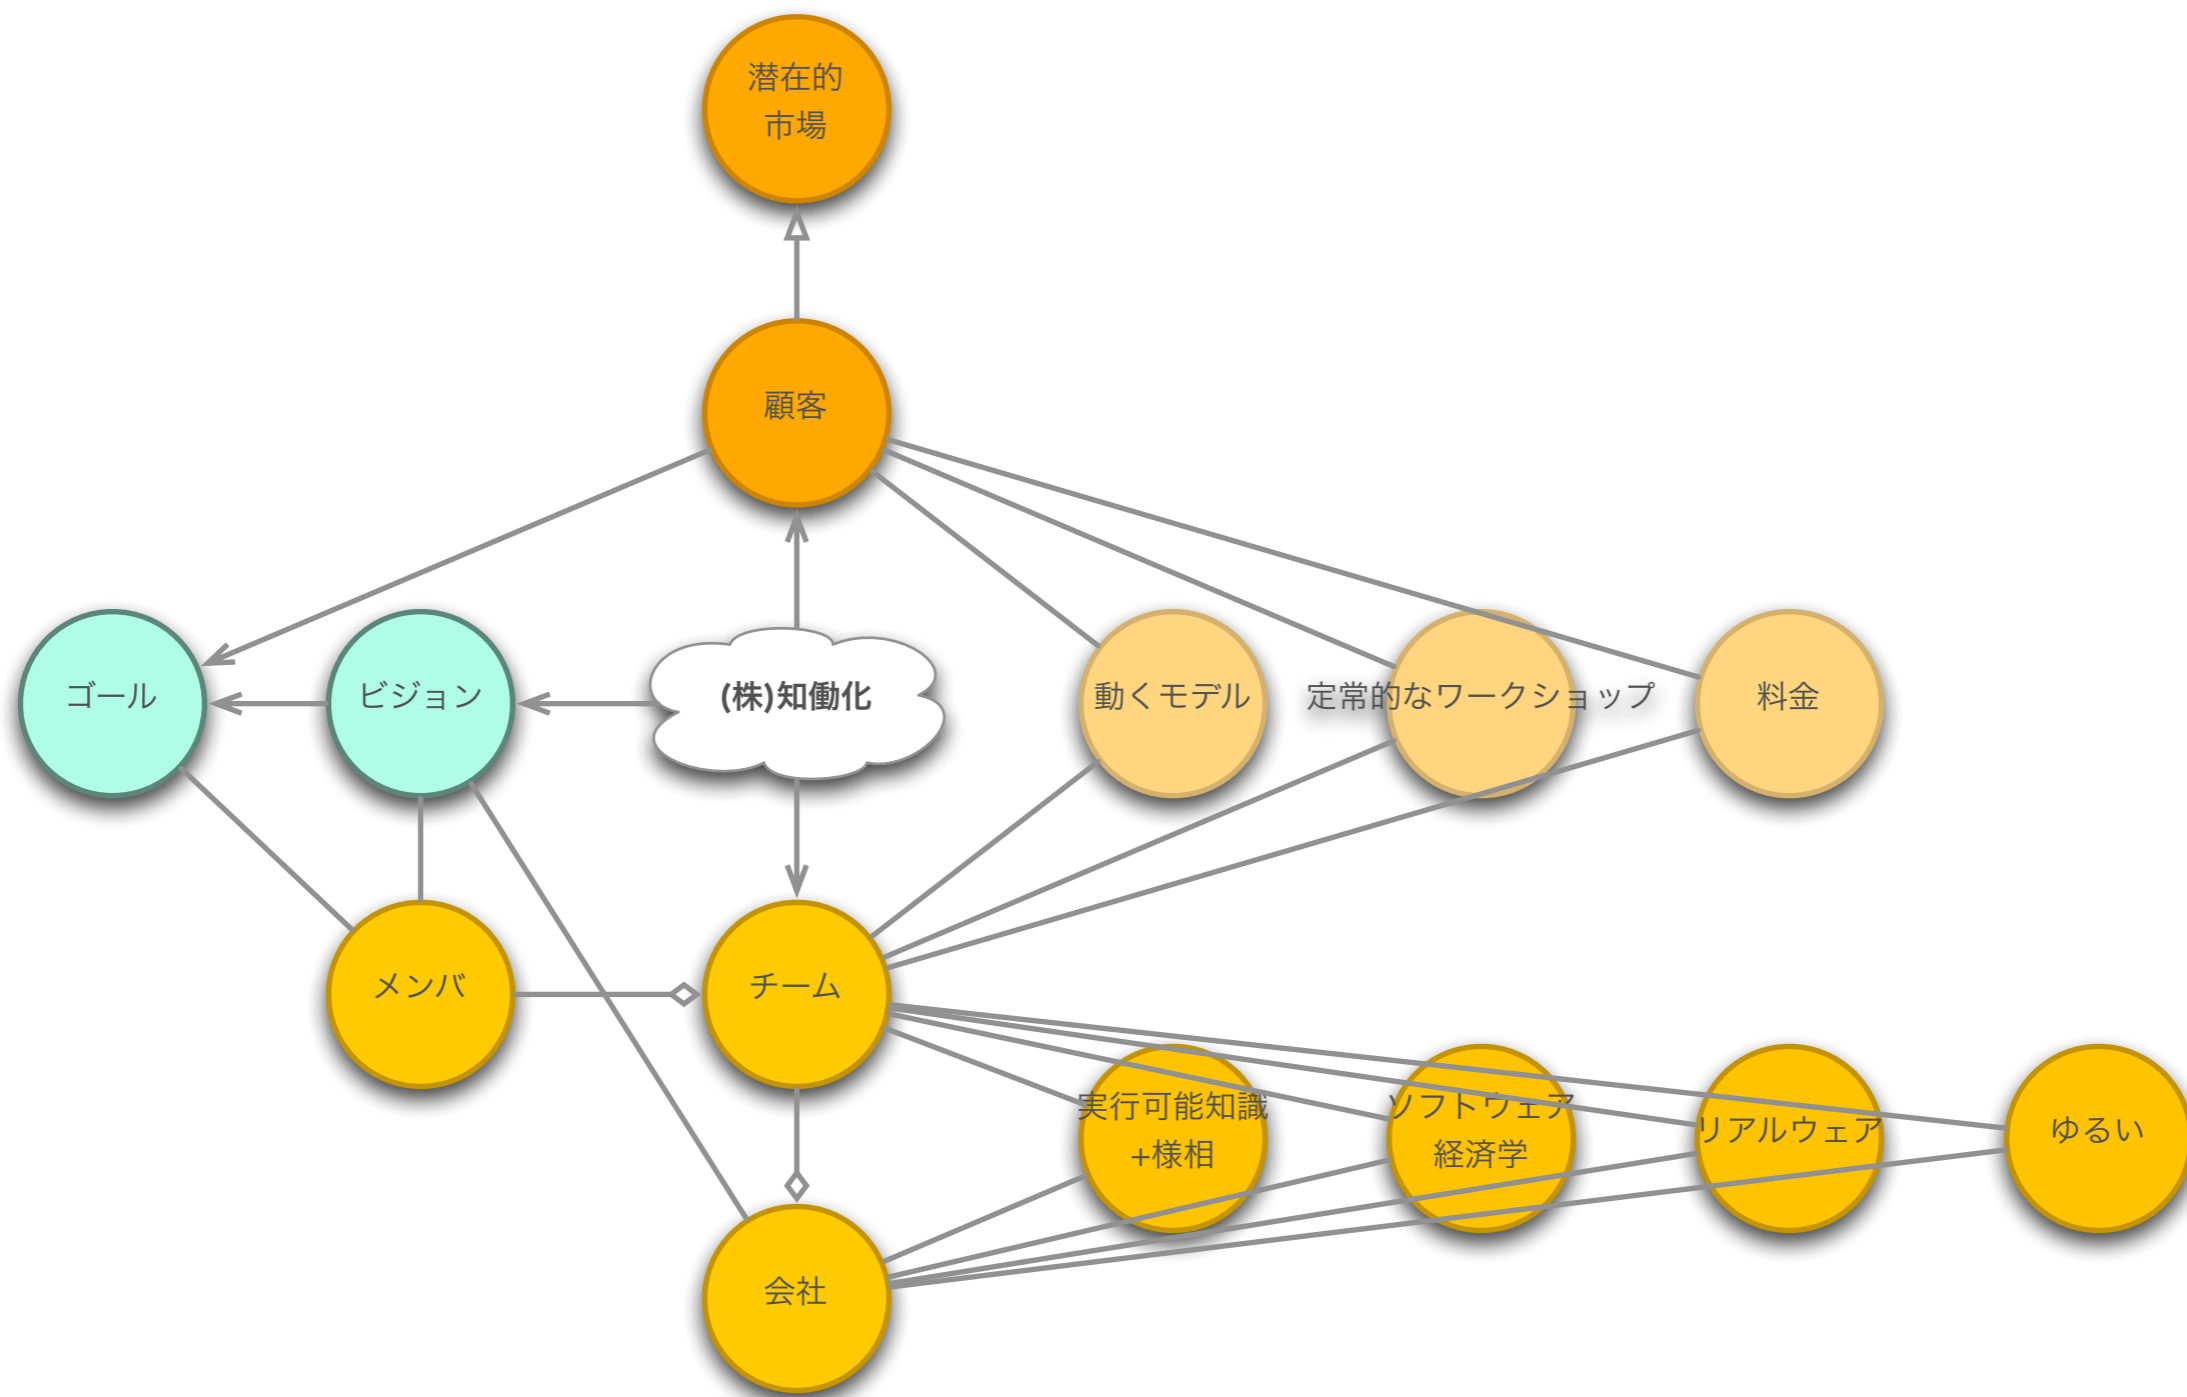 潜在的
市場
顧客
ゴール
ビジョン
(株)知働化
動くモデル
定常的なワークショップ
料金
メンバ
チーム
実行可能知識
+様相
ソフトウェア
経済学
リアルウェア
ゆるい
会社